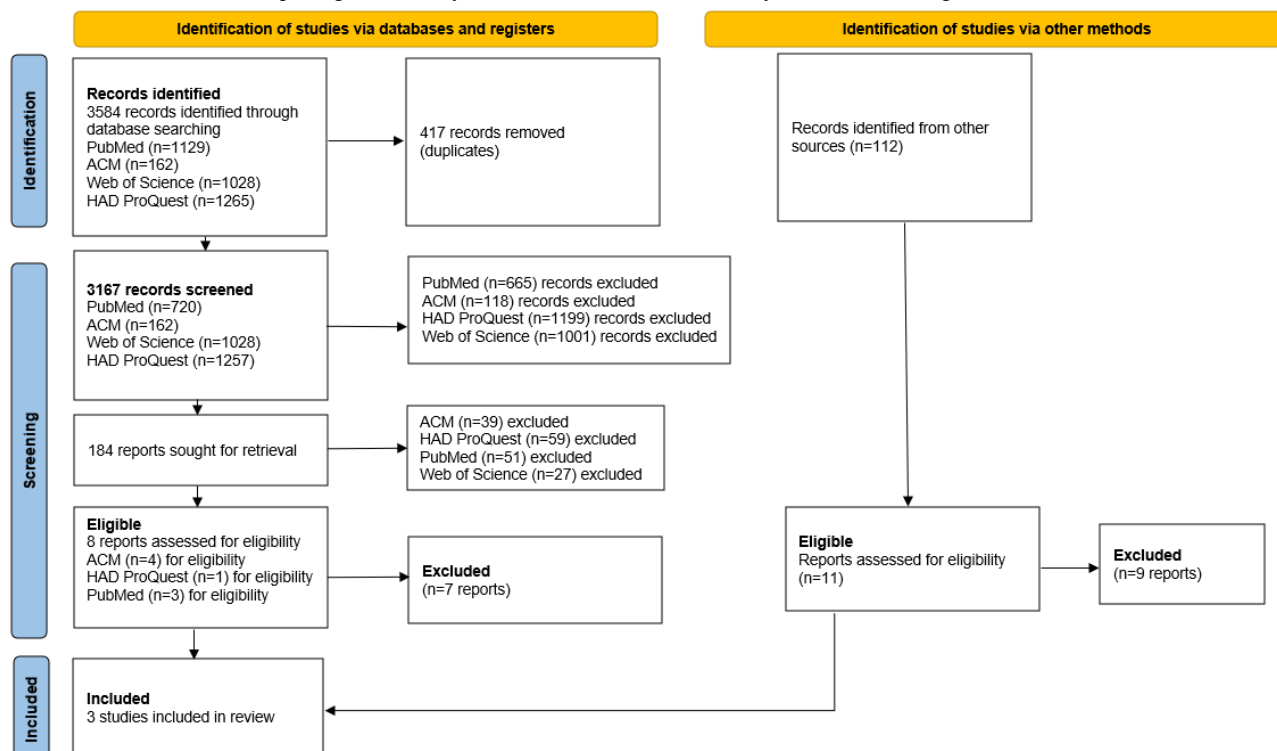 Identification of studies via databases and registers
Identification of studies via other methods
Identification
Records identified
3584 records identified through
database searching
PubMed (n=1129)
ACM (n=162)
Web of Science (n=1028)
HAD ProQuest (n=1265)
417 records removed
(duplicates)
Records identified from other
sources (n=112)
Screening
3167 records screened
PubMed (n=720)
ACM (n=162)
Web of Science (n=1028)
HAD ProQuest (n=1257)
PubMed (n=665) records excluded
ACM (n=118) records excluded
HAD ProQuest (n=1199) records excluded
Web of Science (n=1001) records excluded
184 reports sought for retrieval
ACM (n=39) excluded
HAD ProQuest (n=59) excluded
PubMed (n=51) excluded
Web of Science (n=27) excluded
Eligible
8 reports assessed for eligibility
ACM (n=4) for eligibility
HAD ProQuest (n=1) for eligibility
PubMed (n=3) for eligibility
Excluded
(n=7 reports)
Eligible
Reports assessed for eligibility
(n=11)
Excluded
(n=9 reports)
Included
Included
3 studies included in review